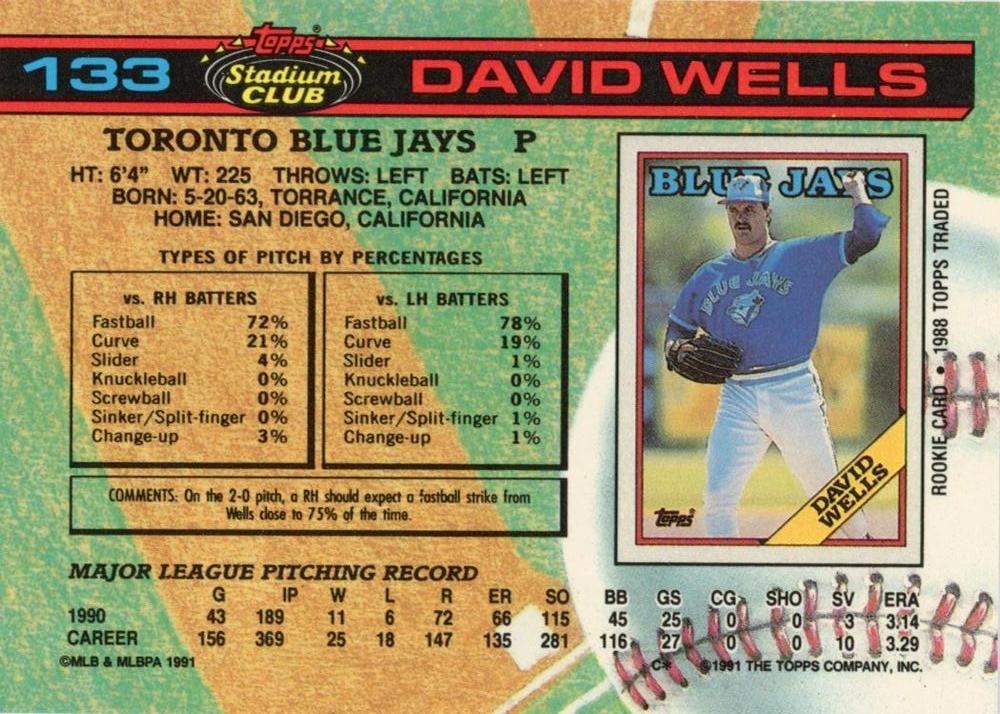 133
Topps
Stadium
CLUB
DAVID WELLS
TORONTO BLUE JAYS P
HT: 6'4" WT: 225 THROWS: LEFT BATS: LEFT
BORN: 5-20-63, TORRANCE, CALIFORNIA
HOME: SAN DIEGO, CALIFORNIA
TYPES OF PITCH BY PERCENTAGES
vs. RH BATTERS
Fastball 72%
Curve 21%
Slider 4%
Knuckleball 0%
Screwball 0%
Sinker/Split-finger 0%
Change-up 3%
vs. LH BATTERS
Fastball 78%
Curve 19%
Slider 1%
Knuckleball 0%
Screwball 0%
Sinker/Split-finger 1%
Change-up 1%
COMMENTS: On the 2-0 pitch, a RH should expect a fastball strike from
Wells close to 75% of the time.
BLUE JAYS
BLUE JAYS
DAVID
WELLS
Topps
ROOKIE CARD • 1988 TOPPS TRADED
MAJOR LEAGUE PITCHING RECORD
G IP W L R ER SO BB GS CG SHO SV ERA
1990 43 189 11 6 72 66 115 45 25 0 0 3 3.14
CAREER 156 369 25 18 147 135 281 116 27 0 0 10 3.29
©MLB & MLBPA 1991
C* ©1991 THE TOPPS COMPANY, INC.